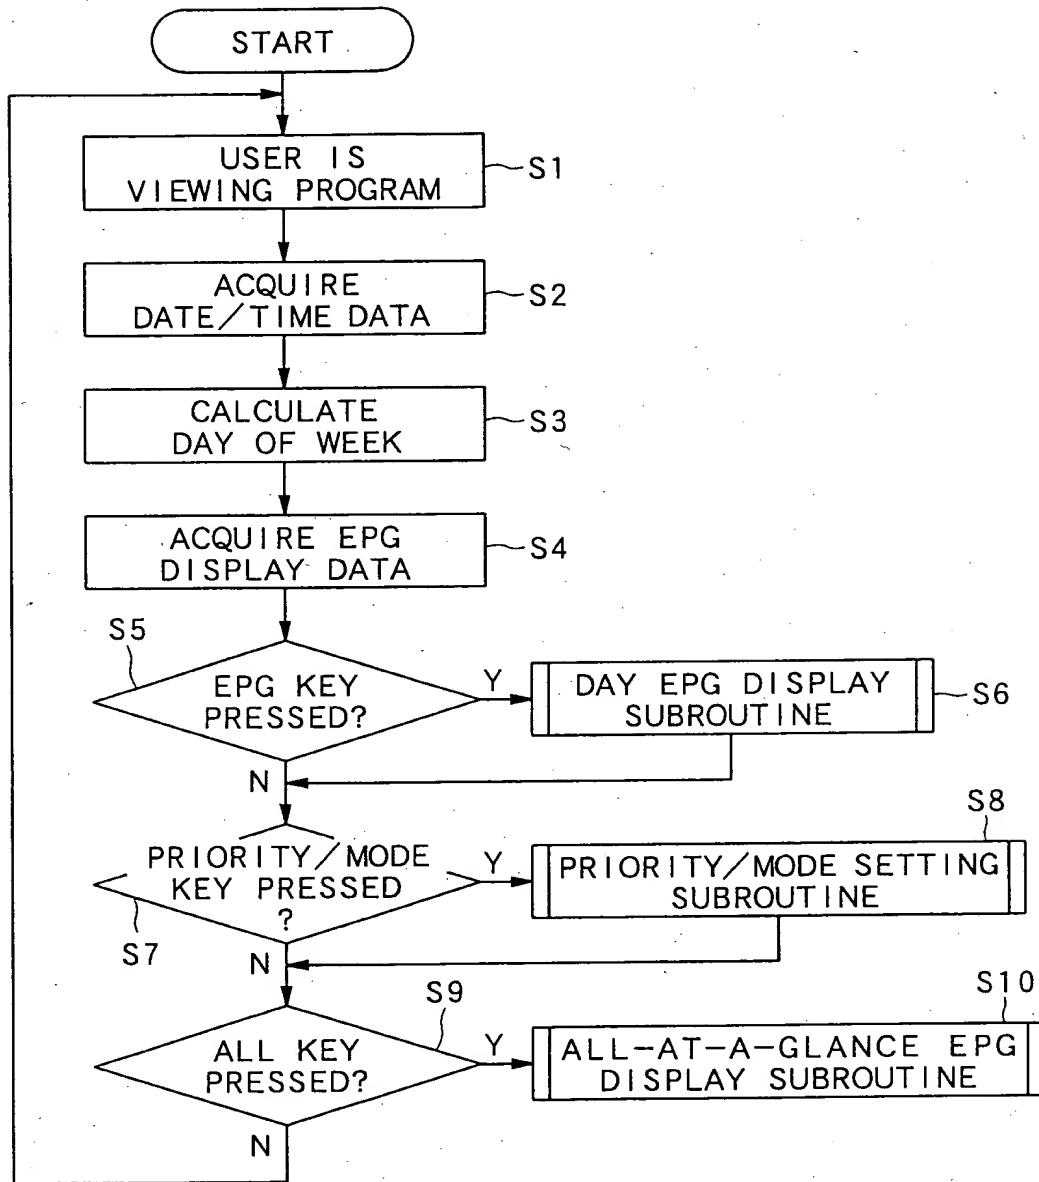 START
USER IS
VIEWING PROGRAM
S1
ACQUIRE
DATE/TIME DATA
S2
CALCULATE
DAY OF WEEK
S3
ACQUIRE EPG
DISPLAY DATA
S4
S5
EPG KEY
PRESSED?
Y
DAY EPG DISPLAY
SUBROUTINE
S6
N
PRIORITY/MODE
KEY PRESSED
?
S7
Y
S8
PRIORITY/MODE SETTING
SUBROUTINE
N
S9
ALL KEY
PRESSED?
Y
S10
ALL-AT-A-GLANCE EPG
DISPLAY SUBROUTINE
N